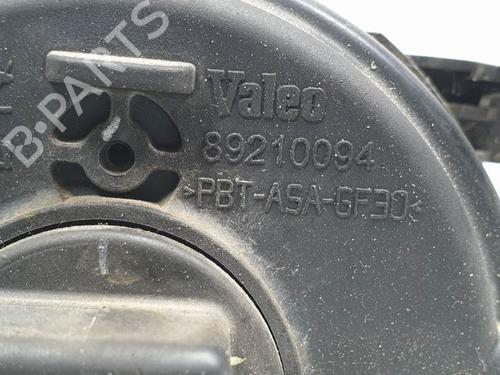 B-PARTS
Valeo
89210094
>PBT-ASA-GF30<